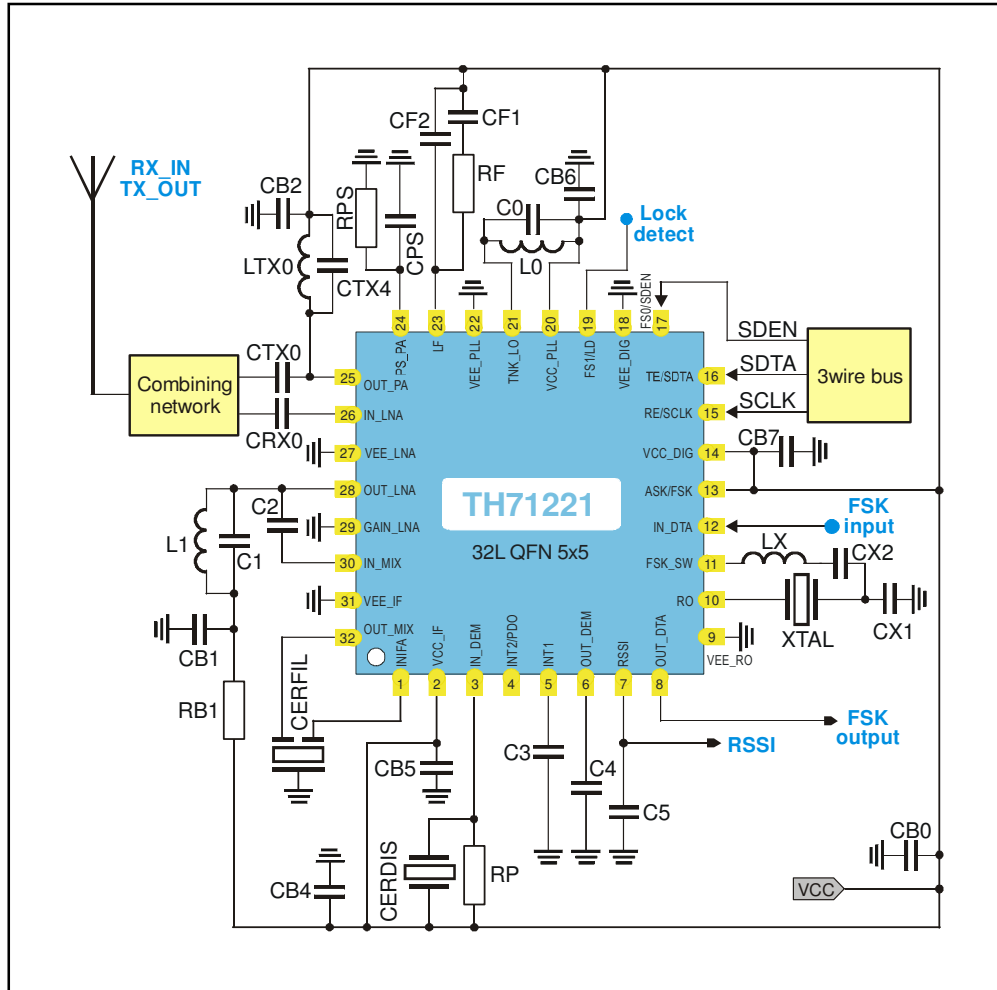 CF2
CF1
RX_IN
TX_OUT
CB2
RPS
CPS
RF
CB6
C0
L0
Lock
detect
LTX0
CTX4
24
23
22
21
20
19
18
17
PS_PA
LF
VEE_PLL
TNK_LO
VCC_PLL
FS1/LD
VEE_DIG
FS0/SDEN
SDEN
SDTA
SCLK
3wire bus
Combining
network
CTX0
CRX0
25
OUT_PA
26
IN_LNA
27
VEE_LNA
28
OUT_LNA
29
GAIN_LNA
30
IN_MIX
31
VEE_IF
32
OUT_MIX
TE/SDTA
16
RE/SCLK
15
VCC_DIG
14
ASK/FSK
13
IN_DTA
12
FSK_SW
11
RO
10
9
VEE_RO
CB7
FSK
input
LX
CX2
XTAL
CX1
TH71221
32L QFN 5x5
L1
C1
C2
CB1
RB1
INIFA
VCC_IF
IN_DEM
INT2/PDO
INT1
OUT_DEM
RSSI
OUT_DTA
1
2
3
4
5
6
7
8
CERFIL
CB5
C3
C4
C5
RSSI
FSK
output
CB4
CERDIS
RP
CB0
VCC